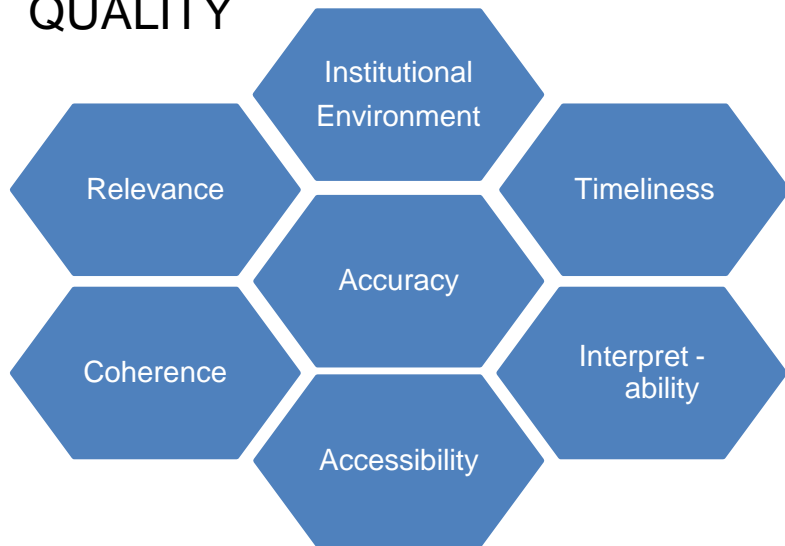 QUALITY
Institutional
Environment
Relevance
Timeliness
Accuracy
Coherence
Interpret -
ability
Accessibility